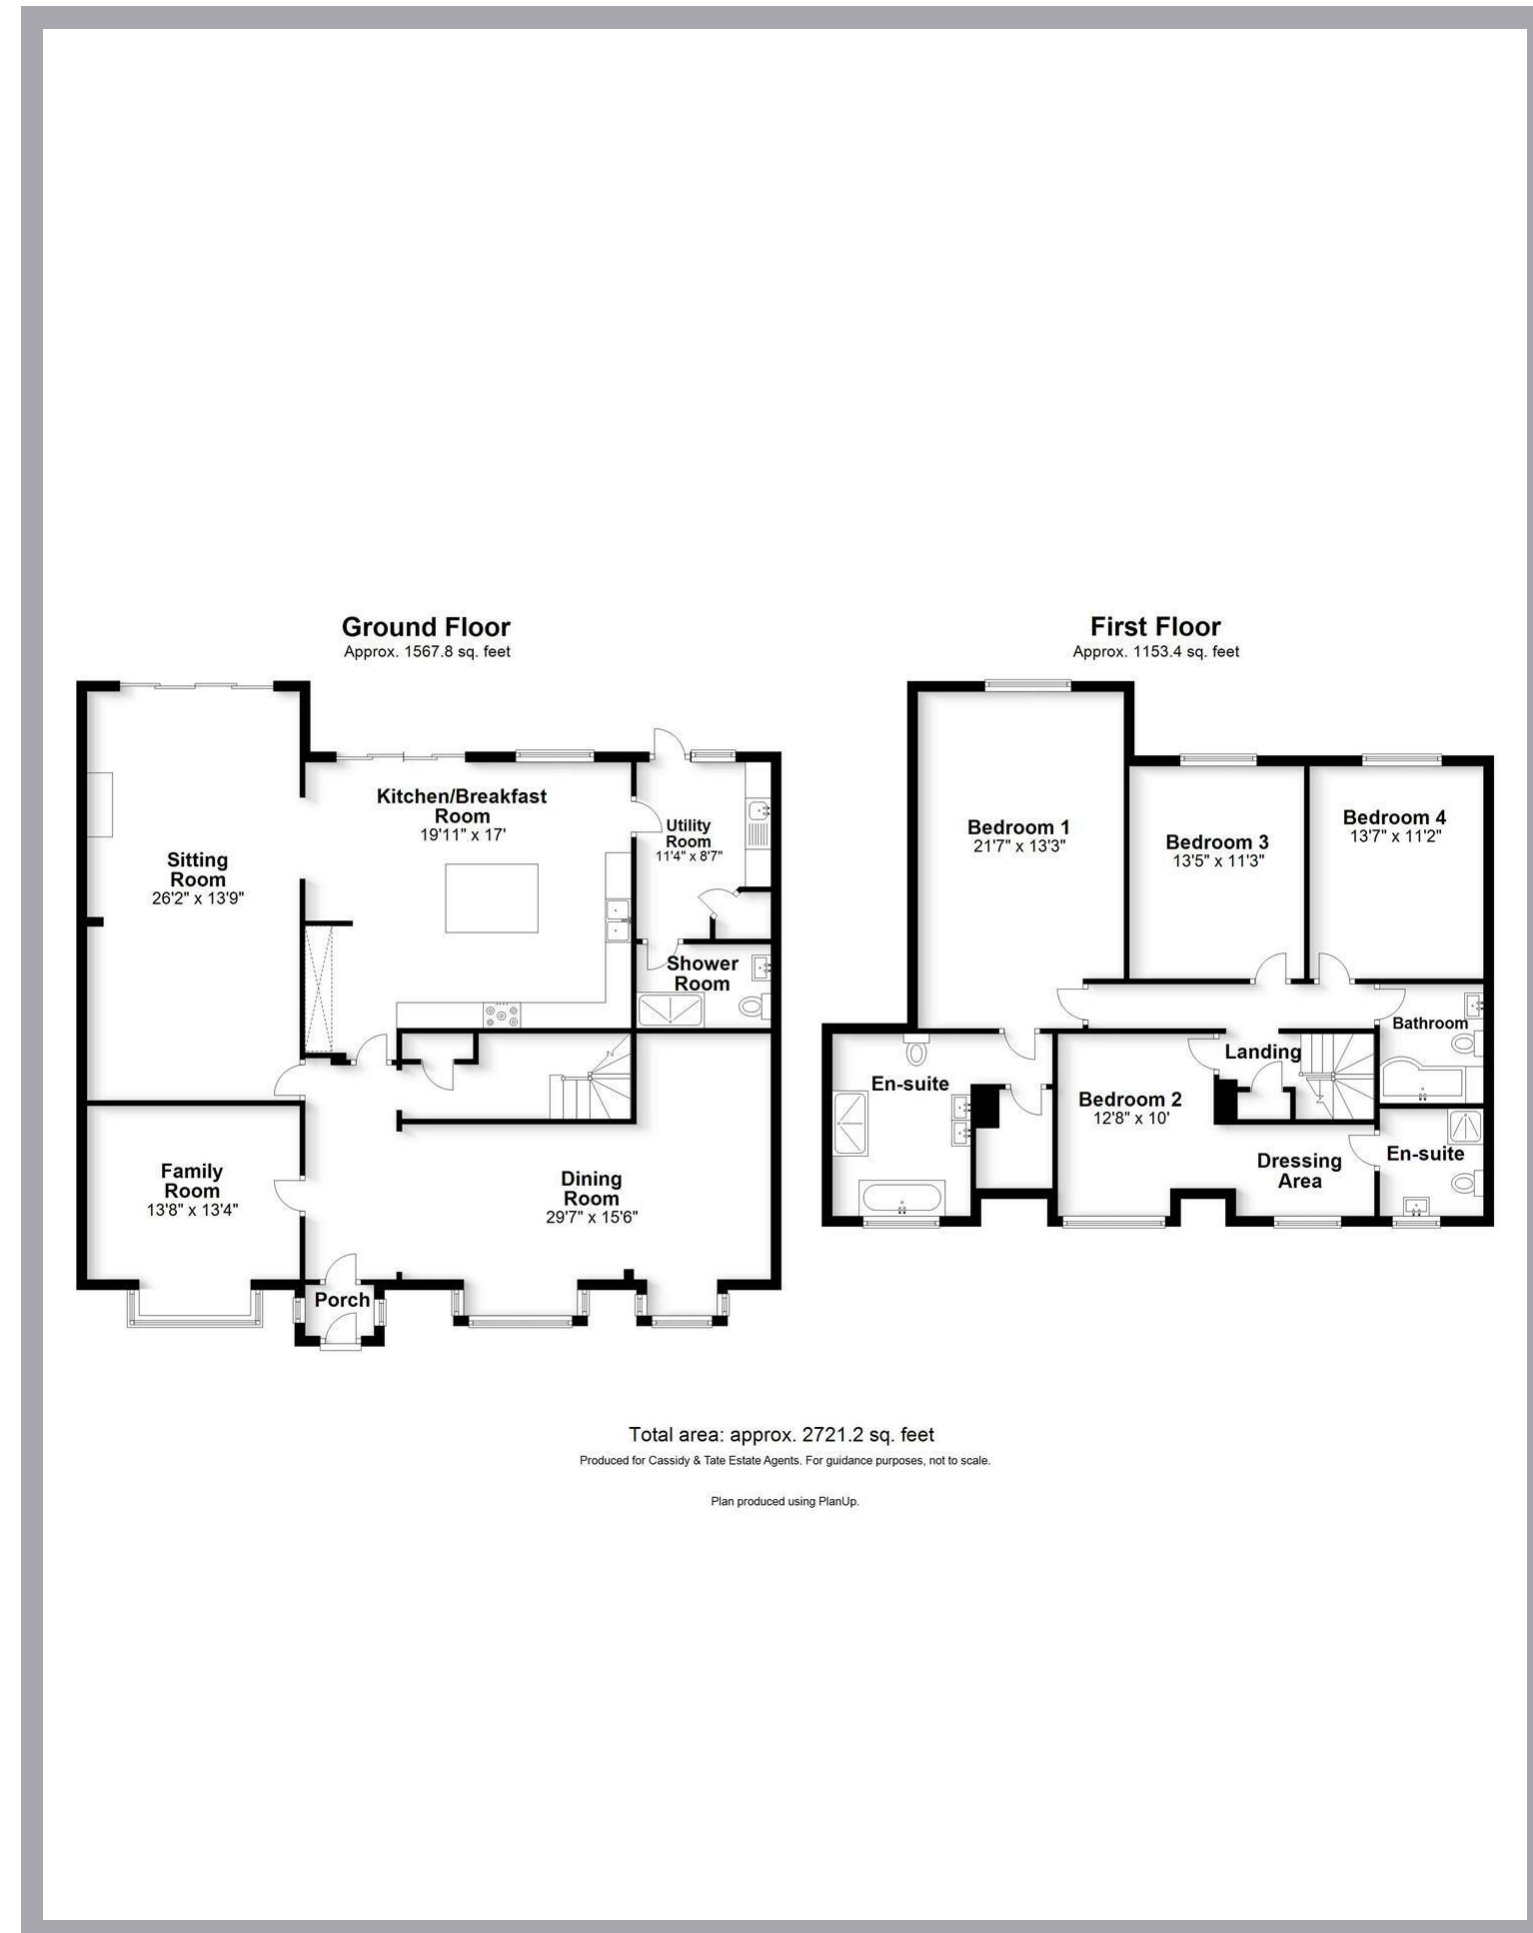 Ground Floor
Approx. 1567.8 sq. feet
Sitting
Room
26'2" x 13'9"
Kitchen/Breakfast
Room
19'11" x 17'
Utility
Room
11'4" x 8'7"
Shower
Room
Family
Room
13'8" x 13'4"
Dining
Room
29'7" x 15'6"
Porch
First Floor
Approx. 1153.4 sq. feet
Bedroom 1
21'7" x 13'3"
Bedroom 3
13'5" x 11'3"
Bedroom 4
13'7" x 11'2"
Bathroom
Landing
En-suite
Bedroom 2
12'8" x 10'
Dressing
Area
En-suite
Total area: approx. 2721.2 sq. feet
Produced for Cassidy & Tate Estate Agents. For guidance purposes, not to scale.
Plan produced using PlanUp.